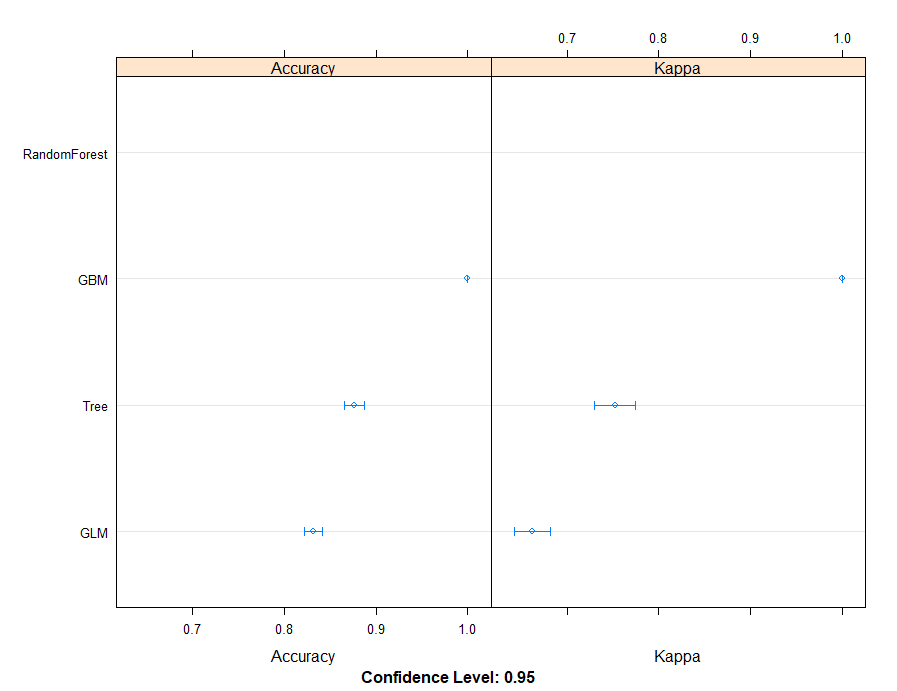 0.7 0.8 0.9 1.0
Accuracy Kappa
RandomForest
GBM
Tree
GLM
0.7 0.8 0.9 1.0
Accuracy Kappa
Confidence Level: 0.95